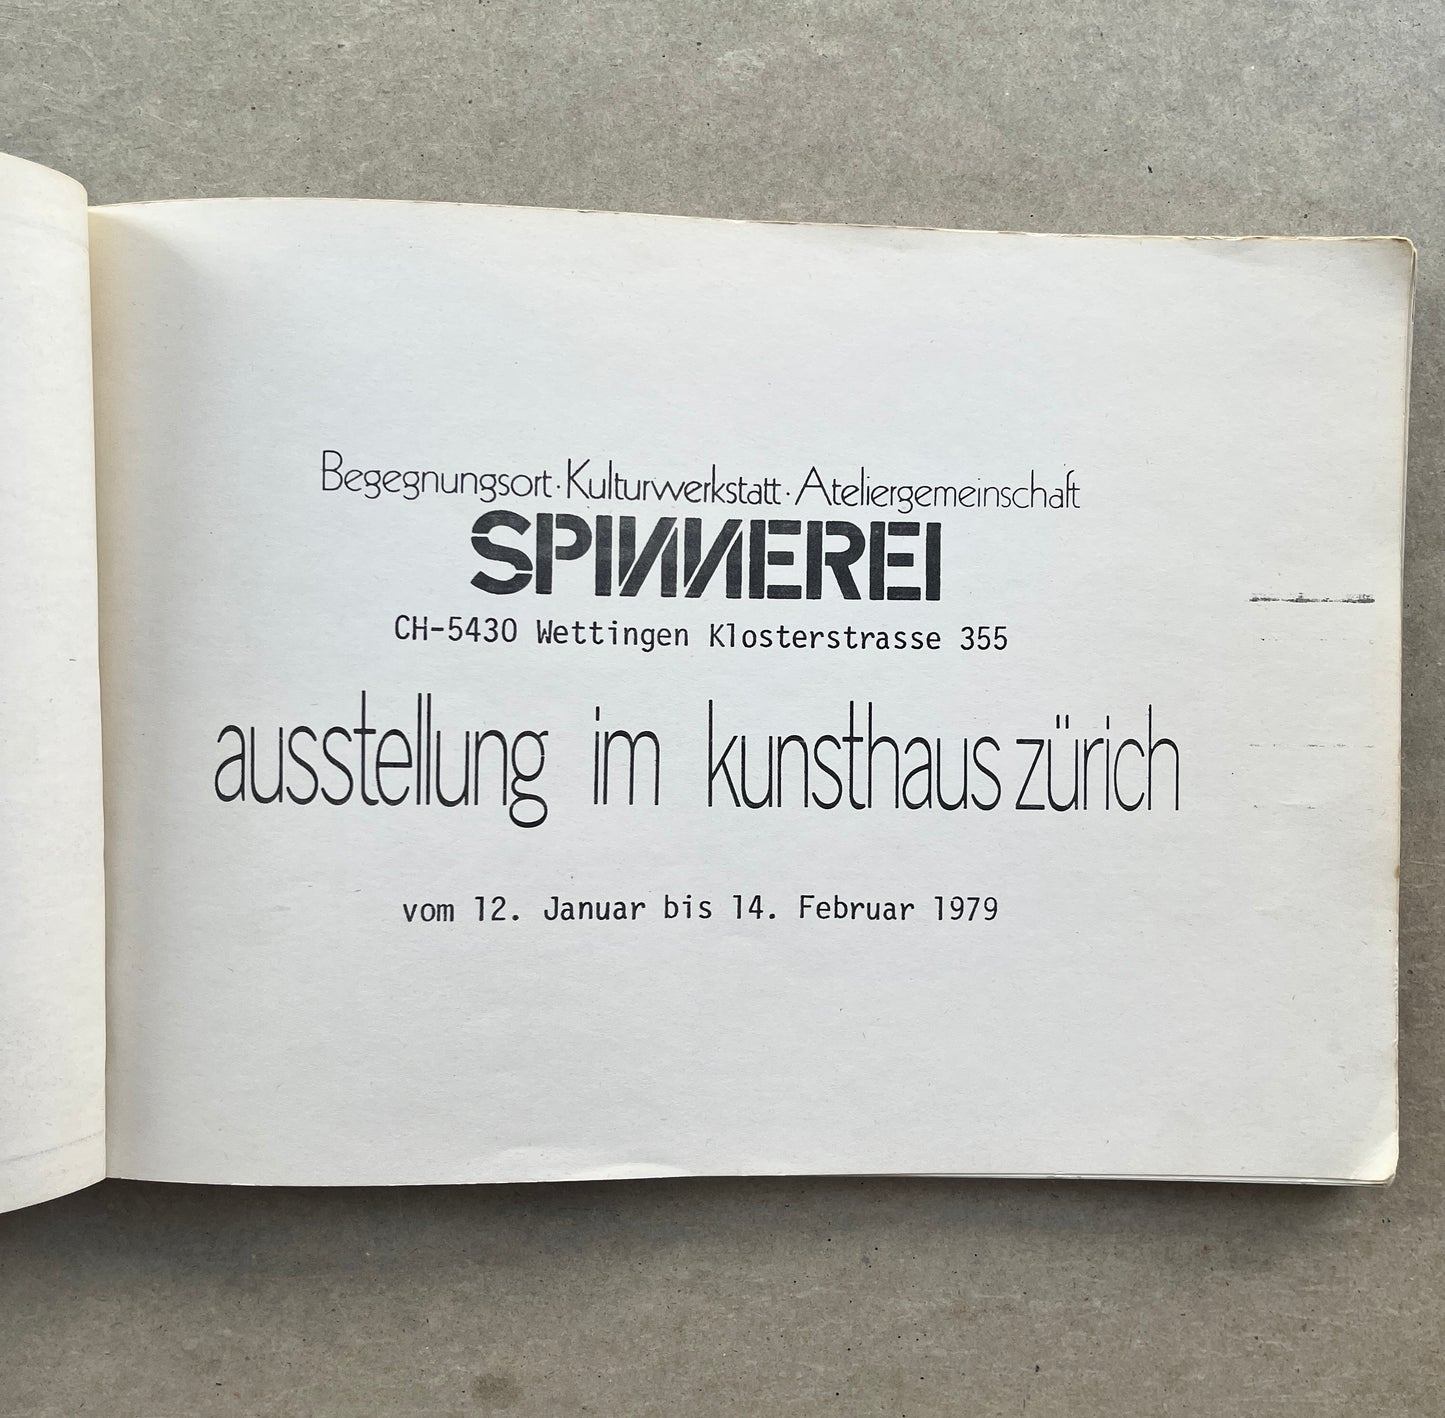 Begegnungsort · Kulturwerkstatt · Ateliergemeinschaft
SPINNEREI
CH-5430 Wettingen Klosterstrasse 355
ausstellung im kunsthaus zürich
vom 12. Januar bis 14. Februar 1979